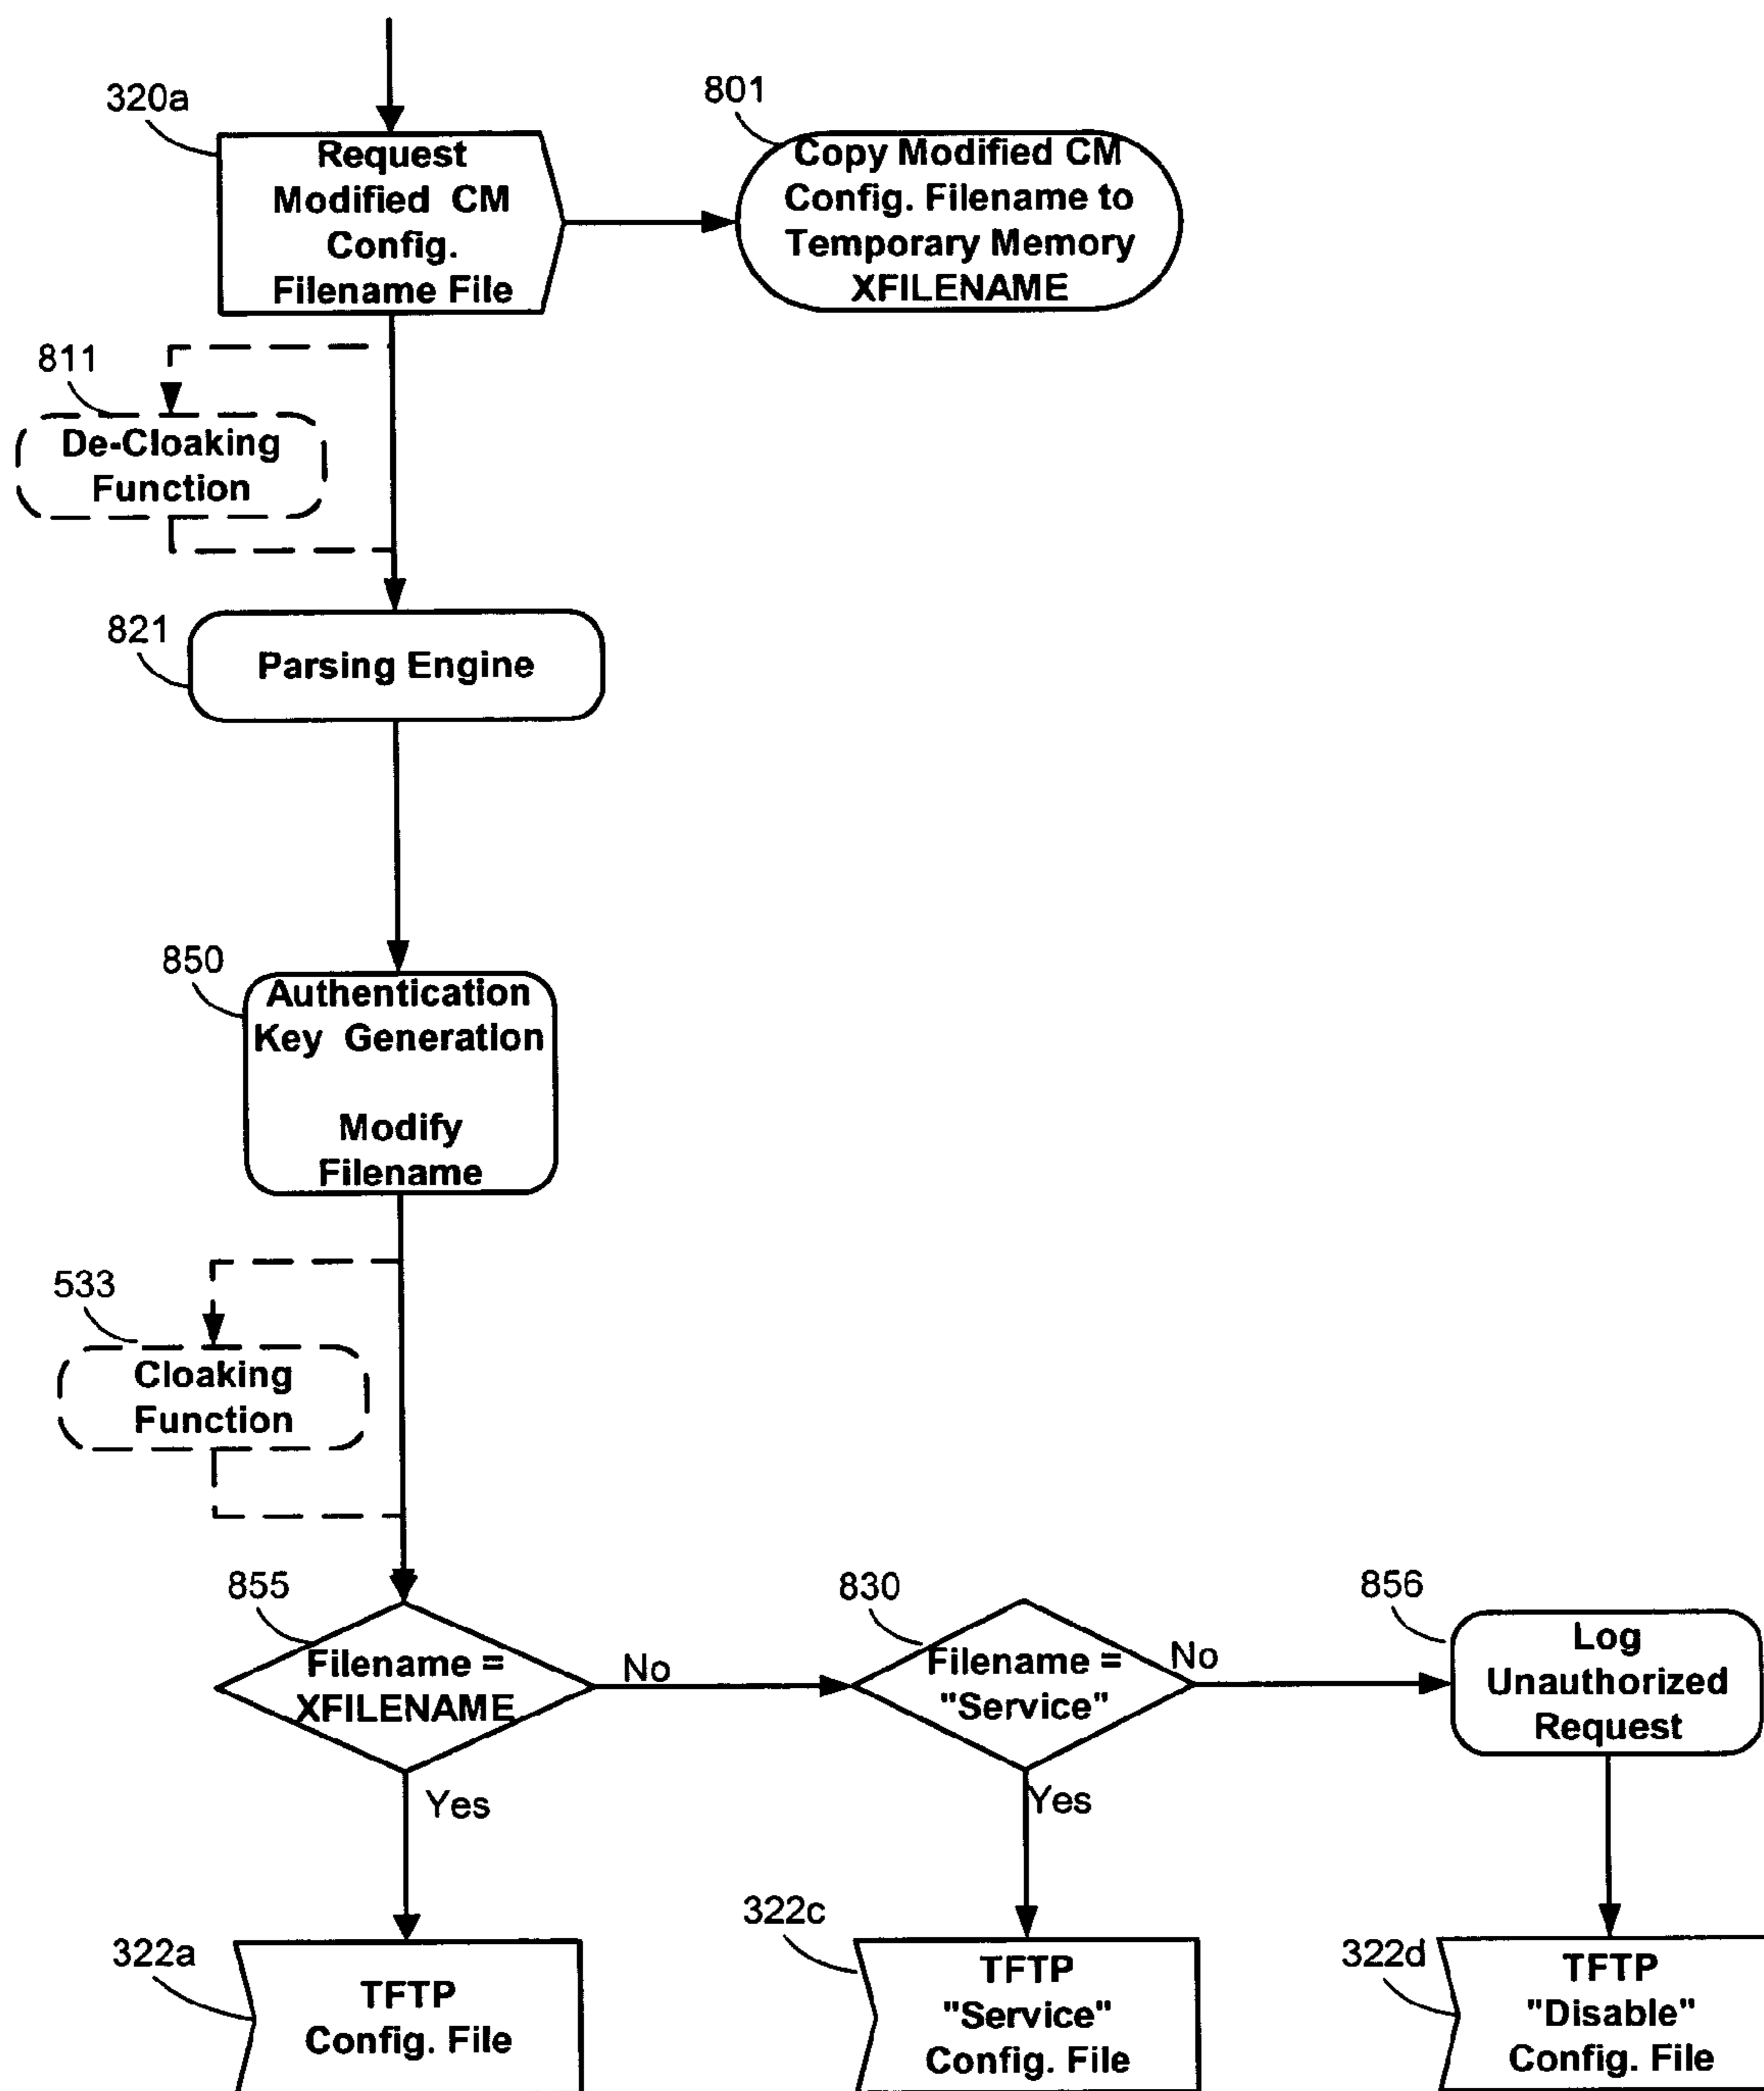 320a
Request
Modified CM
Config.
Filename File
801
Copy Modified CM
Config. Filename to
Temporary Memory
XFILENAME
811
De-Cloaking
Function
821
Parsing Engine
850
Authentication
Key Generation
Modify
Filename
533
Cloaking
Function
855
Filename =
XFILENAME
No
Yes
830
Filename =
"Service"
No
Yes
856
Log
Unauthorized
Request
322a
TFTP
Config. File
322c
TFTP
"Service"
Config. File
322d
TFTP
"Disable"
Config. File